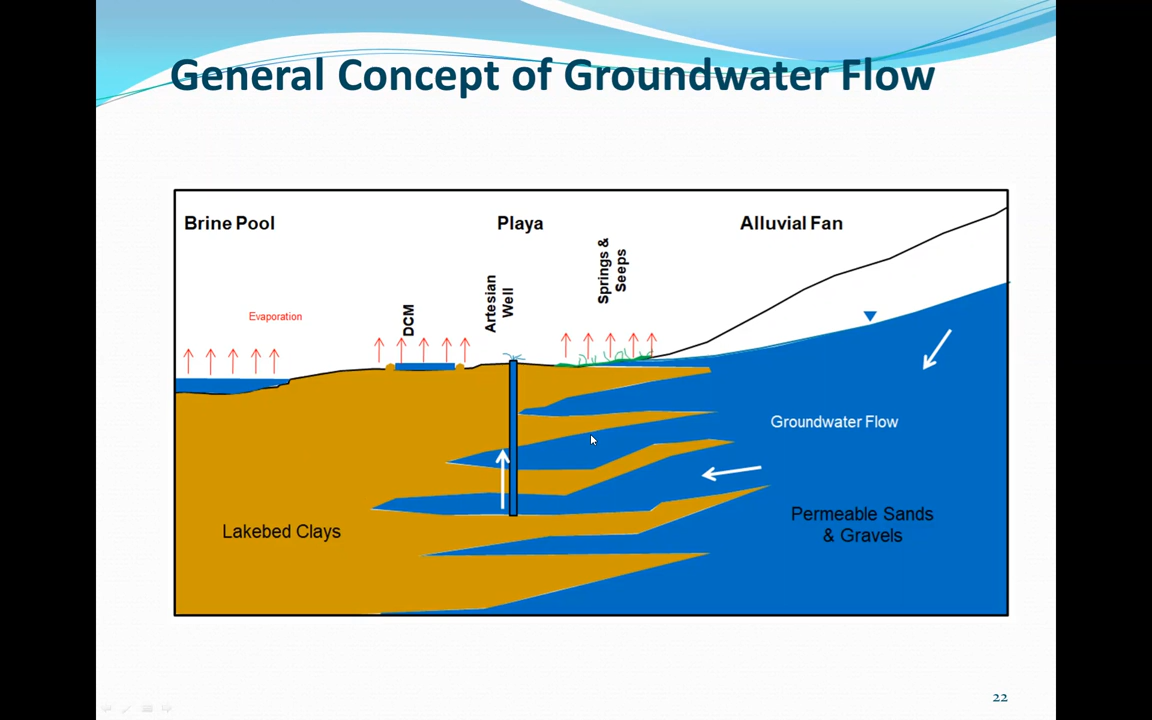 General Concept of Groundwater Flow
Brine Pool
Playa
Alluvial Fan
Springs &
Seeps
Artesian
Well
DCM
Evaporation
Groundwater Flow
Permeable Sands
& Gravels
Lakebed Clays
22